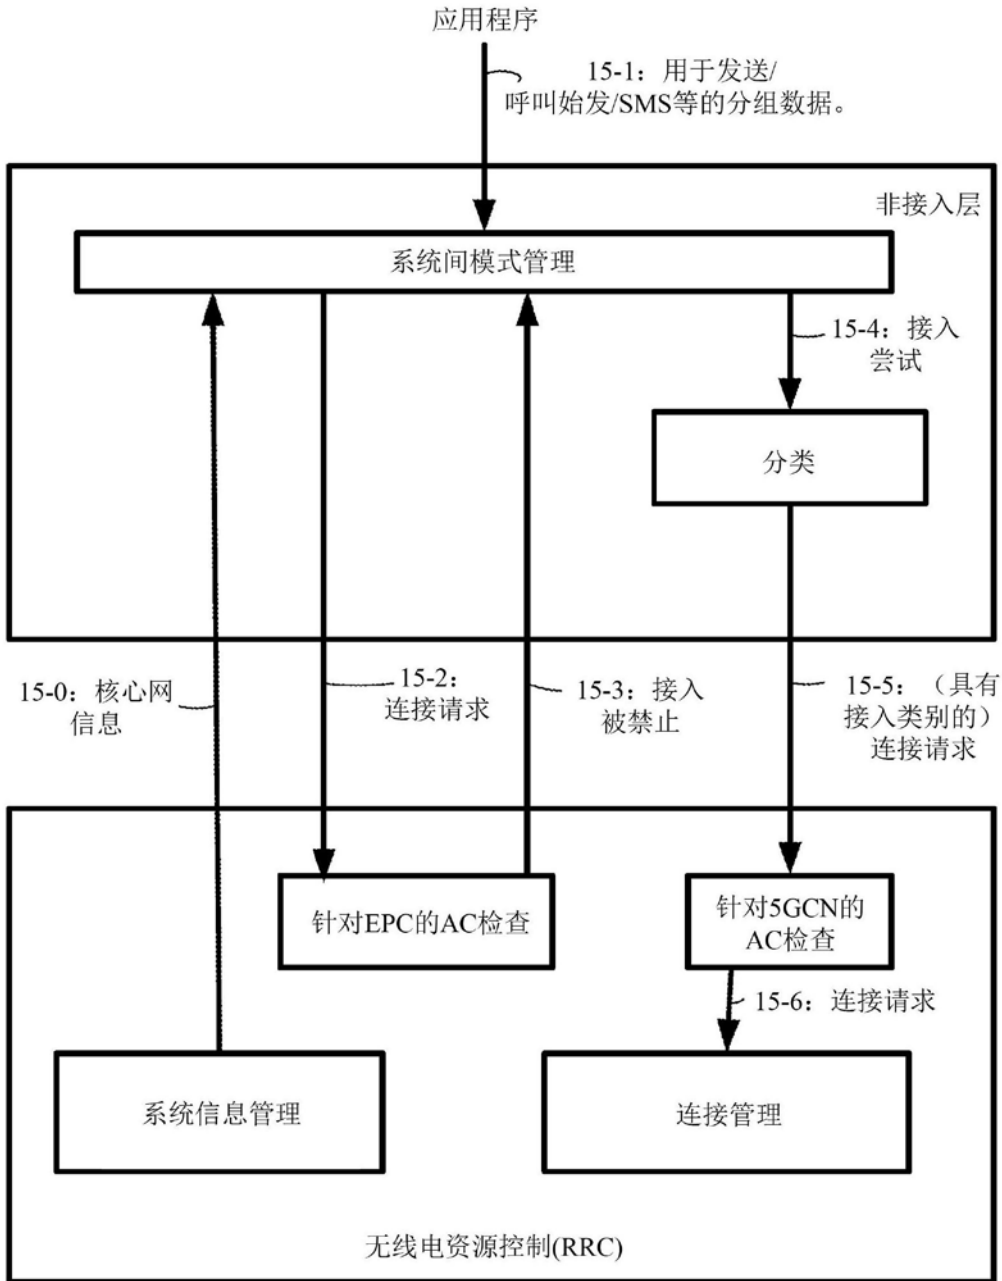 应用程序
15-1：用于发送/
呼叫始发/SMS等的分组数据。
非接入层
系统间模式管理
15-4：接入
尝试
分类
15-0：核心网
信息
15-2：
连接请求
15-3：接入
被禁止
15-5：（具有
接入类别的）
连接请求
针对EPC的AC检查
针对5GCN的
AC检查
15-6：连接请求
系统信息管理
连接管理
无线电资源控制(RRC)